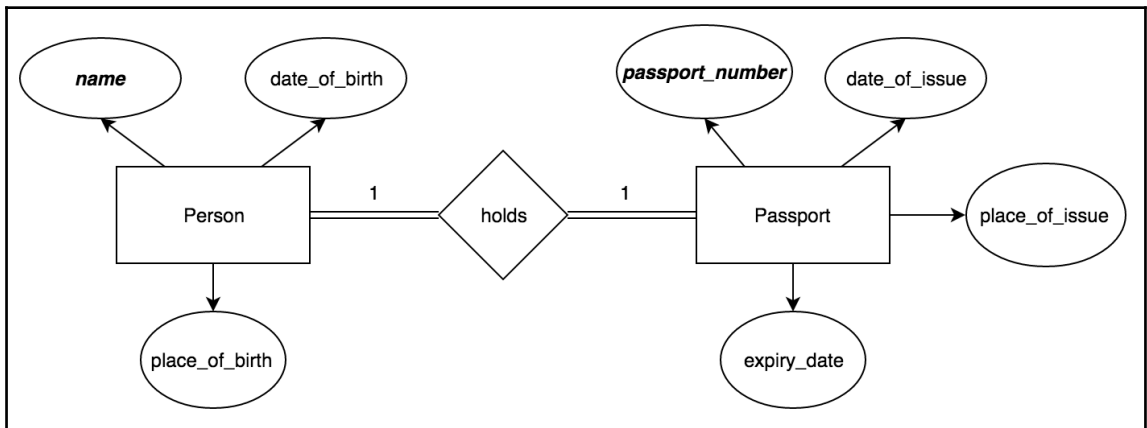 name
date_of_birth
passport_number
date_of_issue
1
1
Person
holds
Passport
place_of_issue
place_of_birth
expiry_date